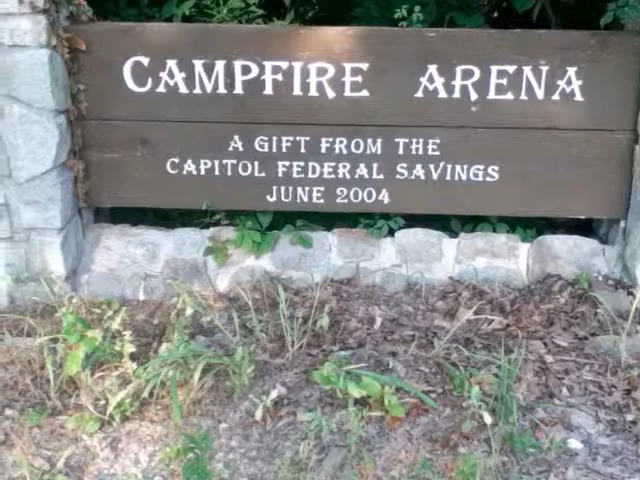 CAMPFIRE ARENA
A GIFT FROM THE
CAPITOL FEDERAL SAVINGS
JUNE 2004